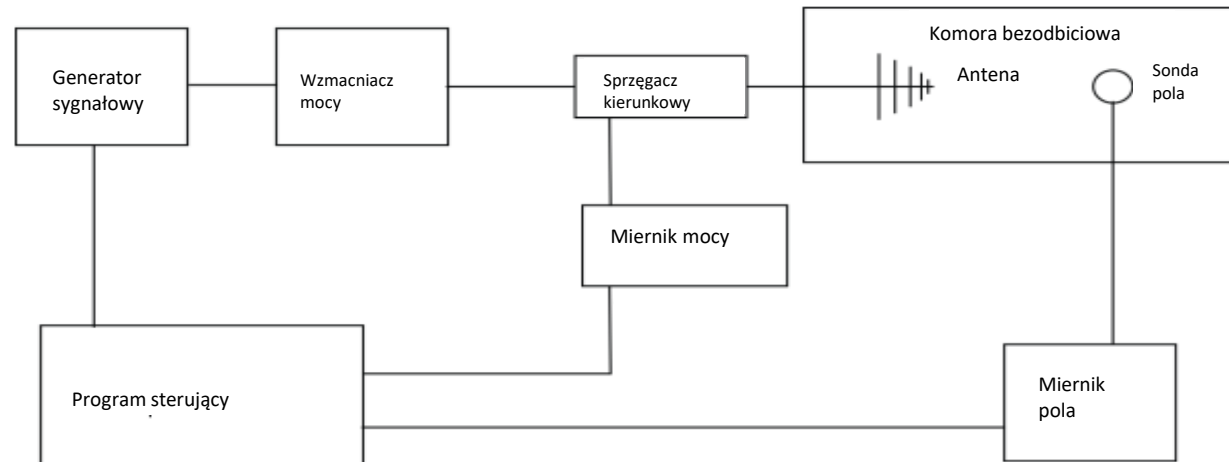 Komora bezodbiciowa
Generator
sygnałowy
Wzmacniacz
mocy
Sprzęgacz
kierunkowy
Antena
Sonda
pola
Miernik mocy
Program sterujący
Miernik
pola